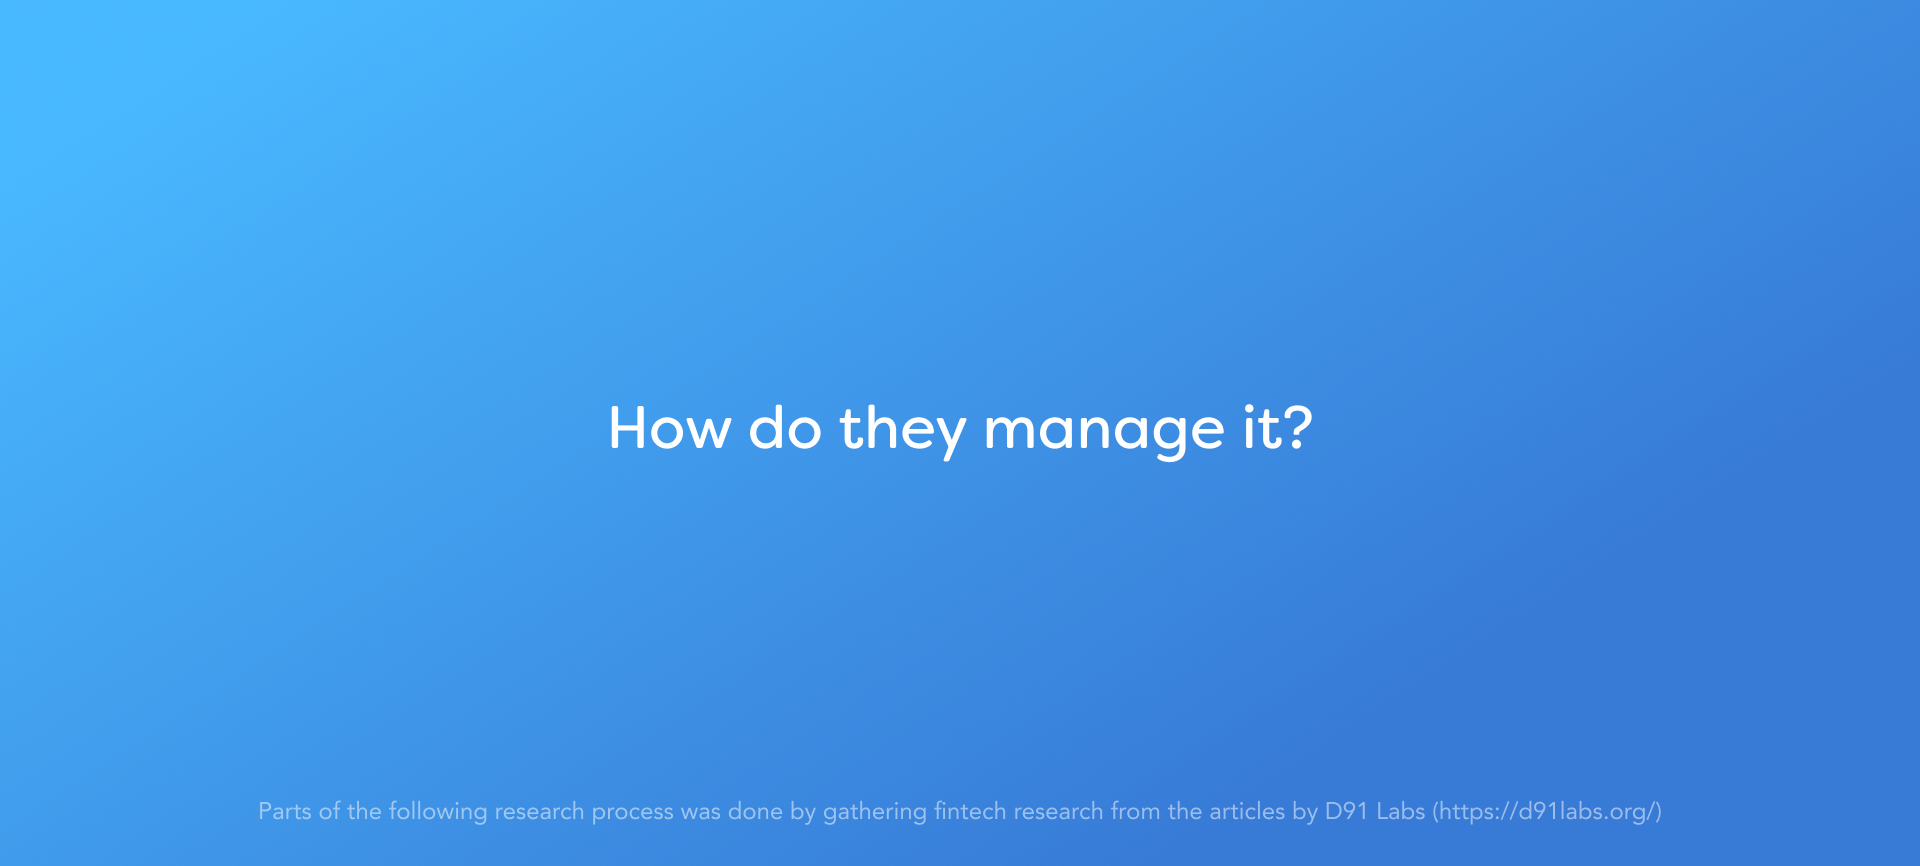 How do they manage it?
Parts of the following research process was done by gathering fintech research from the articles by D91 Labs (https://d91labs.org/)